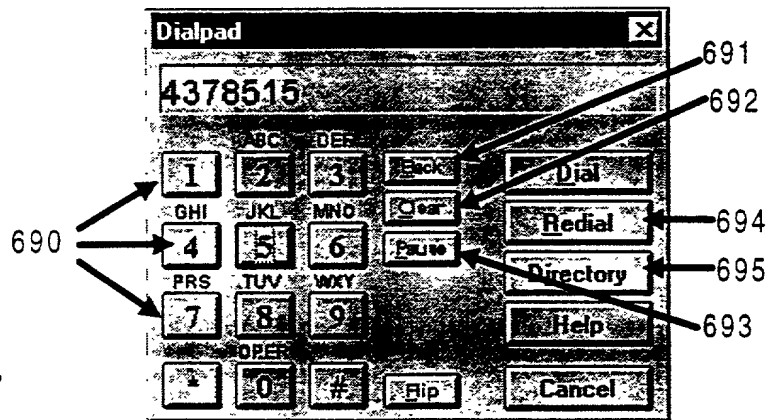 Dialpad
4378515
691
692
ABC DEF
1 2 3 Back Dial
Clear
GHI JKL MNO Redial 694
690 4 5 6 Pause
Directory 695
PRS TUV WXY
7 8 9 Help 693
OPER
* 0 # Flip Cancel